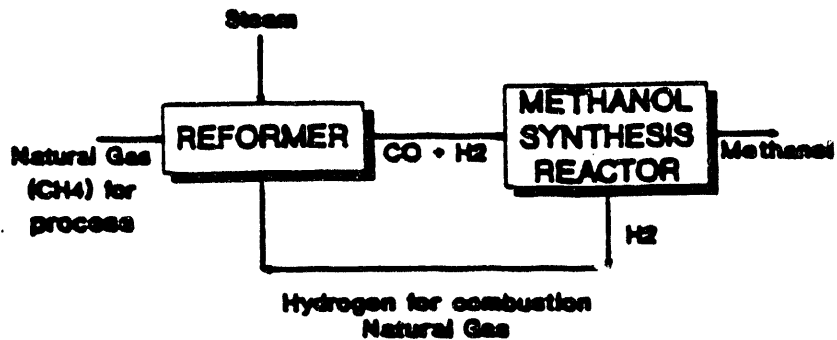 Steam
REFORMER
METHANOL
SYNTHESIS
REACTOR
Natural Gas
(CH4) for
process
CO + H2
Methanol
H2
Hydrogen for combustion
Natural Gas